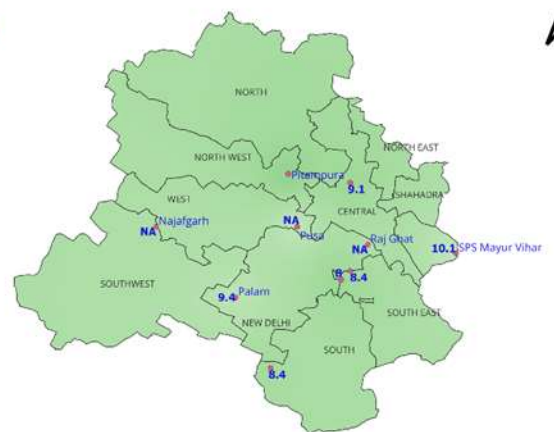 NORTH
NORTH EAST
NORTH WEST
Pitampura
9.1
SHAHADRA
WEST
CENTRAL
Najafgarh
NA
NA
Pusa
Raj Ghat
NA
10.1 SPS Mayur Vihar
8.4
SOUTHWEST
9.4 Palam
NEW DELHI
SOUTH EAST
SOUTH
8.4